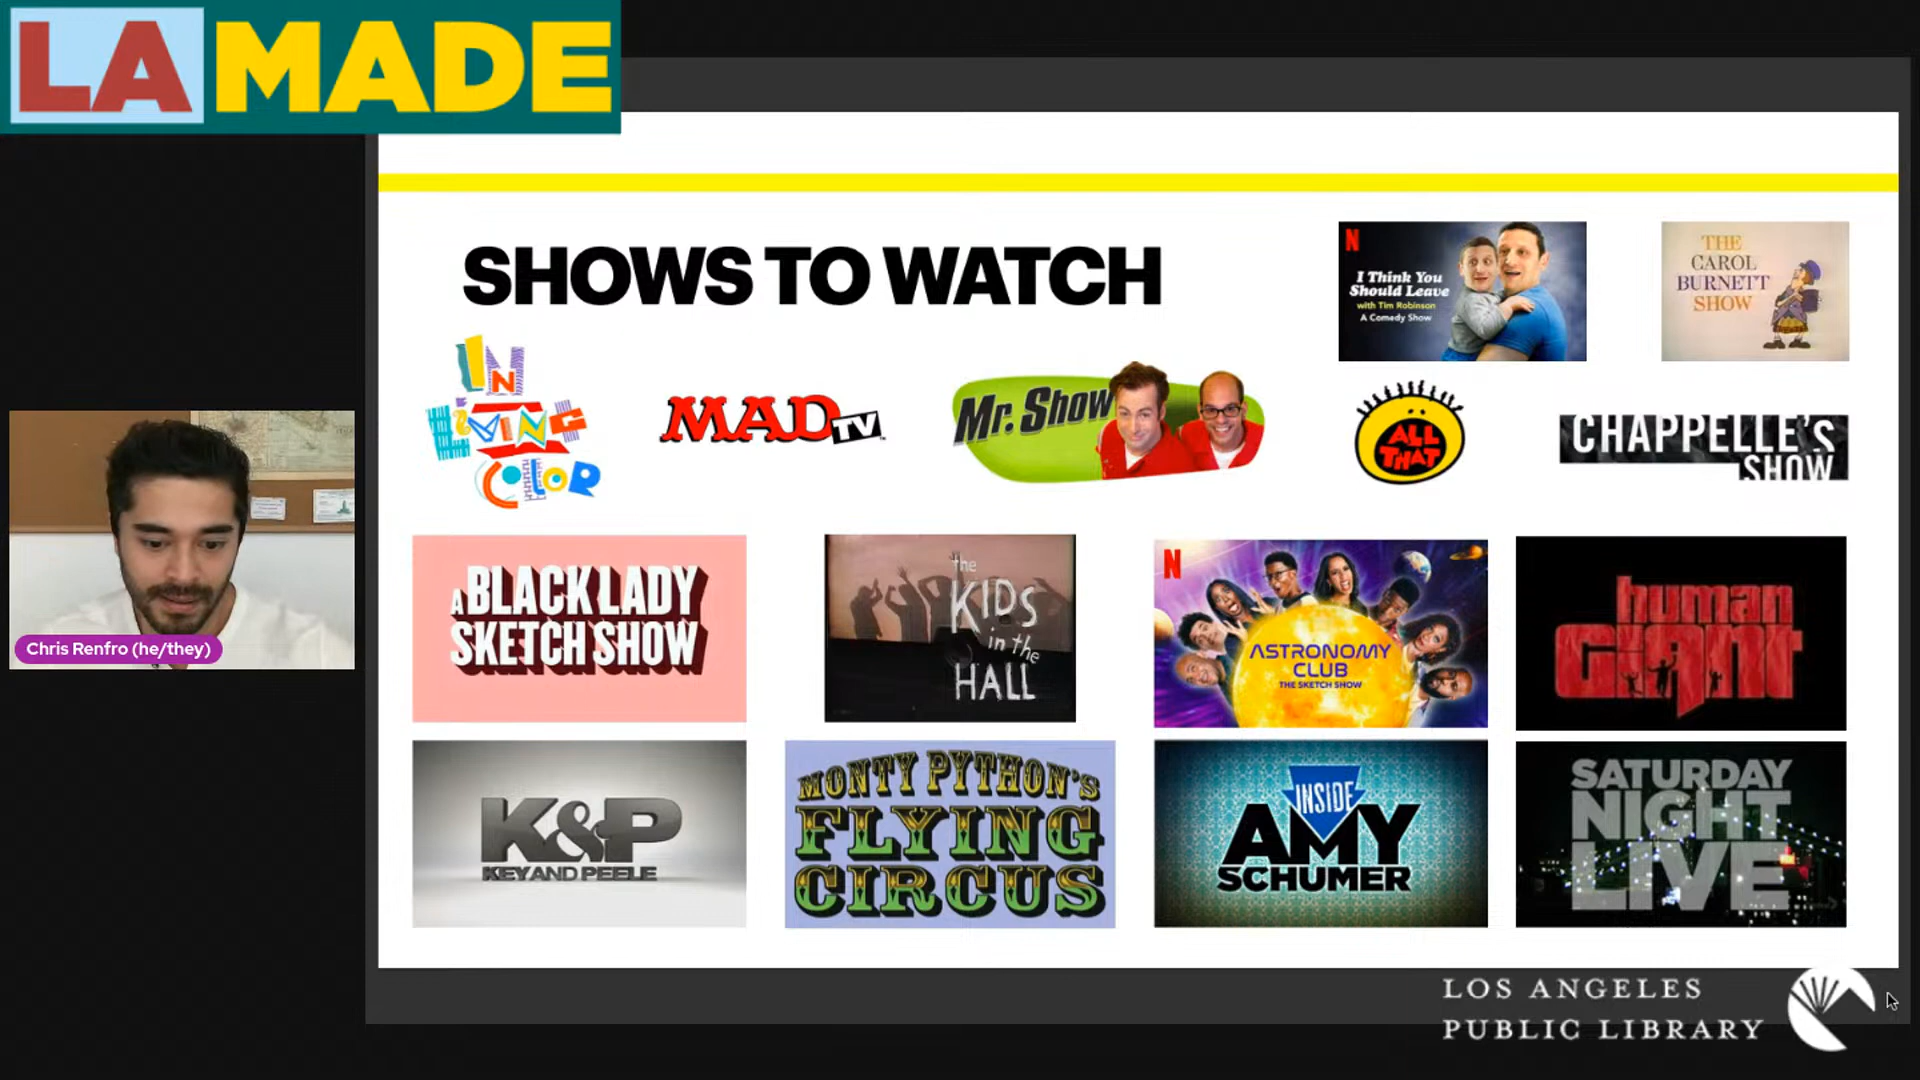 LA MADE
SHOWS TO WATCH
N
I Think You
Should Leave
with Tim Robinson
A Comedy Show
THE
CAROL
BURNETT
SHOW
IN
LIVING
COLOR
MAD TV
Mr. Show
ALL
THAT
CHAPPELLE'S
SHOW
A BLACK LADY
SKETCH SHOW
the
KIDS
in the
HALL
N
ASTRONOMY
CLUB
THE SKETCH SHOW
human
GIANT
K&P
KEY AND PEELE
MONTY PYTHON'S
FLYING
CIRCUS
INSIDE
AMY
SCHUMER
SATURDAY
NIGHT
LIVE
Chris Renfro (he/they)
LOS ANGELES
PUBLIC LIBRARY